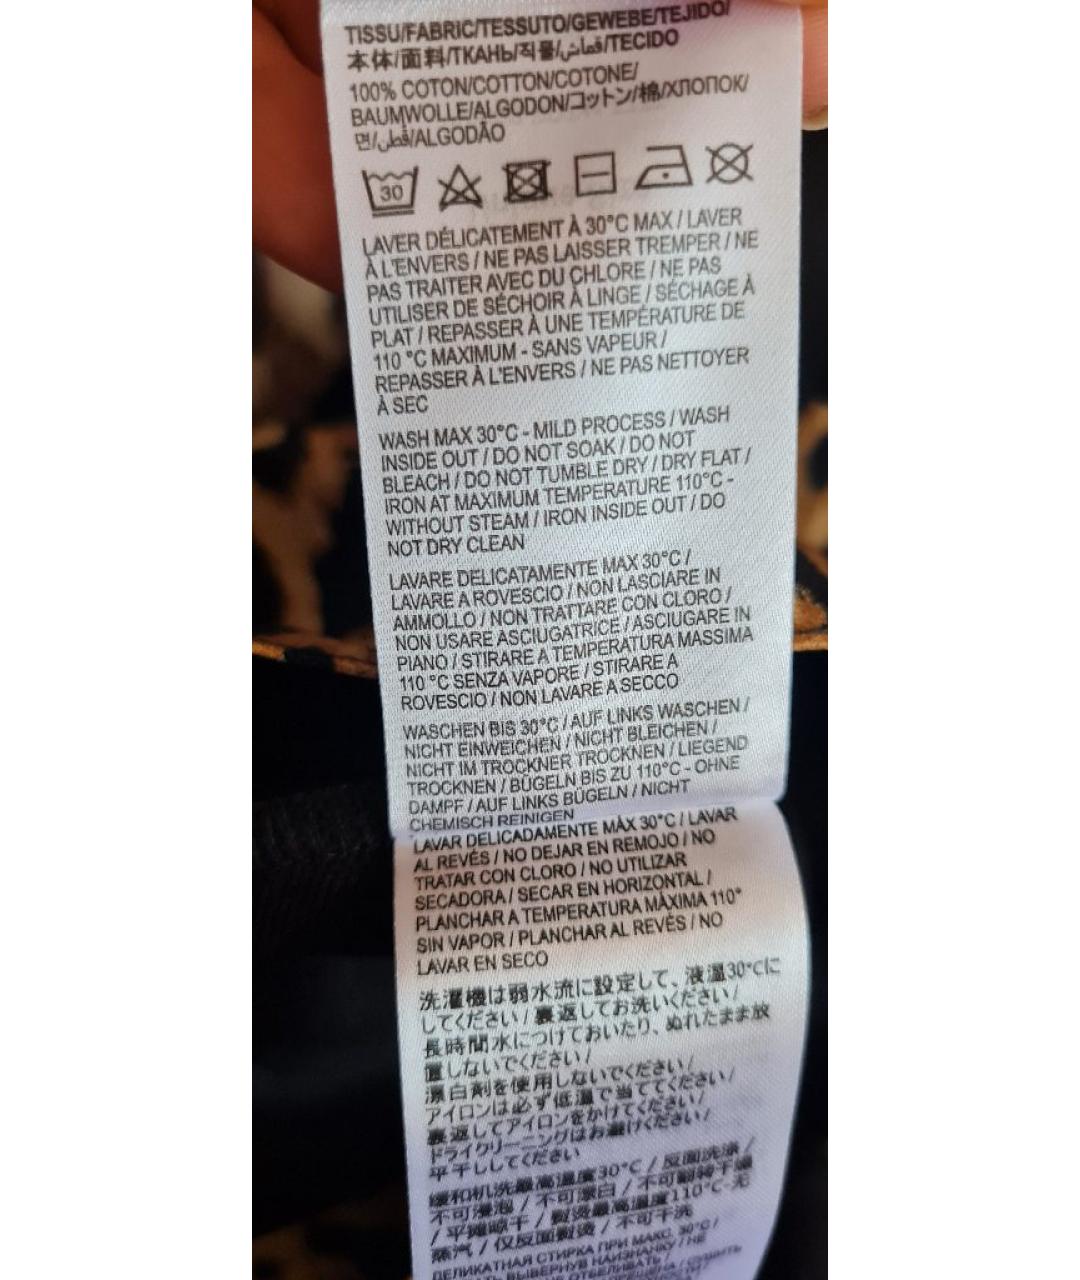 TISSU/FABRIC/TESSUTO/GEWEBE/TEJIDO/
本体/面料/ТКАНЬ/직물/قماش/TECIDO
100% COTON/COTTON/COTONE/
BAUMWOLLE/ALGODON/コットン/棉/ХЛОПОК/
면/قطن/ALGODÃO
30
LAVER DÉLICATEMENT À 30°C MAX / LAVER
À L'ENVERS / NE PAS LAISSER TREMPER / NE
PAS TRAITER AVEC DU CHLORE / NE PAS
UTILISER DE SÉCHOIR À LINGE / SÉCHAGE À
PLAT / REPASSER À UNE TEMPÉRATURE DE
110 °C MAXIMUM - SANS VAPEUR /
REPASSER À L'ENVERS / NE PAS NETTOYER
À SEC
WASH MAX 30°C - MILD PROCESS / WASH
INSIDE OUT / DO NOT SOAK / DO NOT
BLEACH / DO NOT TUMBLE DRY / DRY FLAT /
IRON AT MAXIMUM TEMPERATURE 110°C -
WITHOUT STEAM / IRON INSIDE OUT / DO
NOT DRY CLEAN
LAVARE DELICATAMENTE MAX 30°C /
LAVARE A ROVESCIO / NON LASCIARE IN
AMMOLLO / NON TRATTARE CON CLORO /
NON USARE ASCIUGATRICE / ASCIUGARE IN
PIANO / STIRARE A TEMPERATURA MASSIMA
110 °C SENZA VAPORE / STIRARE A
ROVESCIO / NON LAVARE A SECCO
WASCHEN BIS 30°C / AUF LINKS WASCHEN /
NICHT EINWEICHEN / NICHT BLEICHEN /
NICHT IM TROCKNER TROCKNEN / LIEGEND
TROCKNEN / BÜGELN BIS ZU 110°C - OHNE
DAMPF / AUF LINKS BÜGELN / NICHT
CHEMISCH REINIGEN
LAVAR DELICADAMENTE MÁX 30°C / LAVAR
AL REVÉS / NO DEJAR EN REMOJO / NO
TRATAR CON CLORO / NO UTILIZAR
SECADORA / SECAR EN HORIZONTAL /
PLANCHAR A TEMPERATURA MÁXIMA 110°
SIN VAPOR / PLANCHAR AL REVÉS / NO
LAVAR EN SECO
洗濯機は弱水流に設定して、液温30℃に
してください / 裏返してお洗いください /
長時間水につけておいたり、ぬれたまま放
置しないでください /
漂白剤を使用しないでください /
アイロンは必ず低温で当ててください /
裏返してアイロンをかけてください /
ドライクリーニングはお避けください /
平干ししてください
缓和机洗最高温度30°C / 反面洗涤 /
不可浸泡 / 不可漂白 / 不可翻转干燥
/ 平摊晾干 / 熨烫最高温度110°C-无
蒸汽 / 仅反面熨烫 / 不可干洗
ДЕЛИКАТНАЯ СТИРКА ПРИ МАКС. 30°C /
ВЫВЕРНУВ НАИЗНАНКУ / НЕ
ОТБЕЛИВАТЬ /